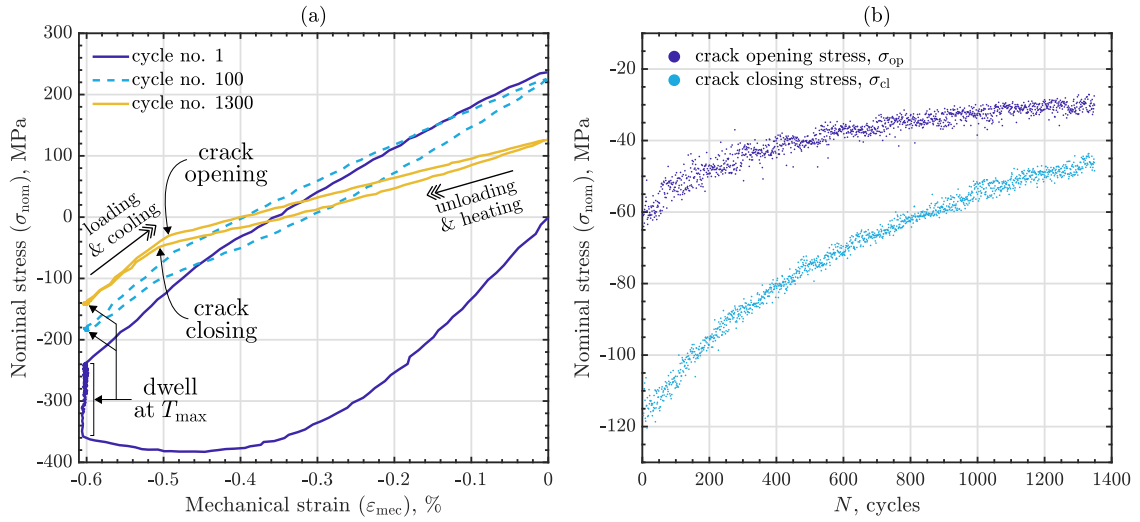 (a)
Nominal stress (σnom), MPa
300
200
100
0
-100
-200
-300
-400
cycle no. 1
cycle no. 100
cycle no. 1300
crack
opening
loading
& cooling
unloading
& heating
crack
closing
dwell
at Tmax
-0.6
-0.5
-0.4
-0.3
-0.2
-0.1
0
Mechanical strain (εmec), %
(b)
Nominal stress (σnom), MPa
-20
-40
-60
-80
-100
-120
crack opening stress, σop
crack closing stress, σcl
0
200
400
600
800
1000
1200
1400
N, cycles